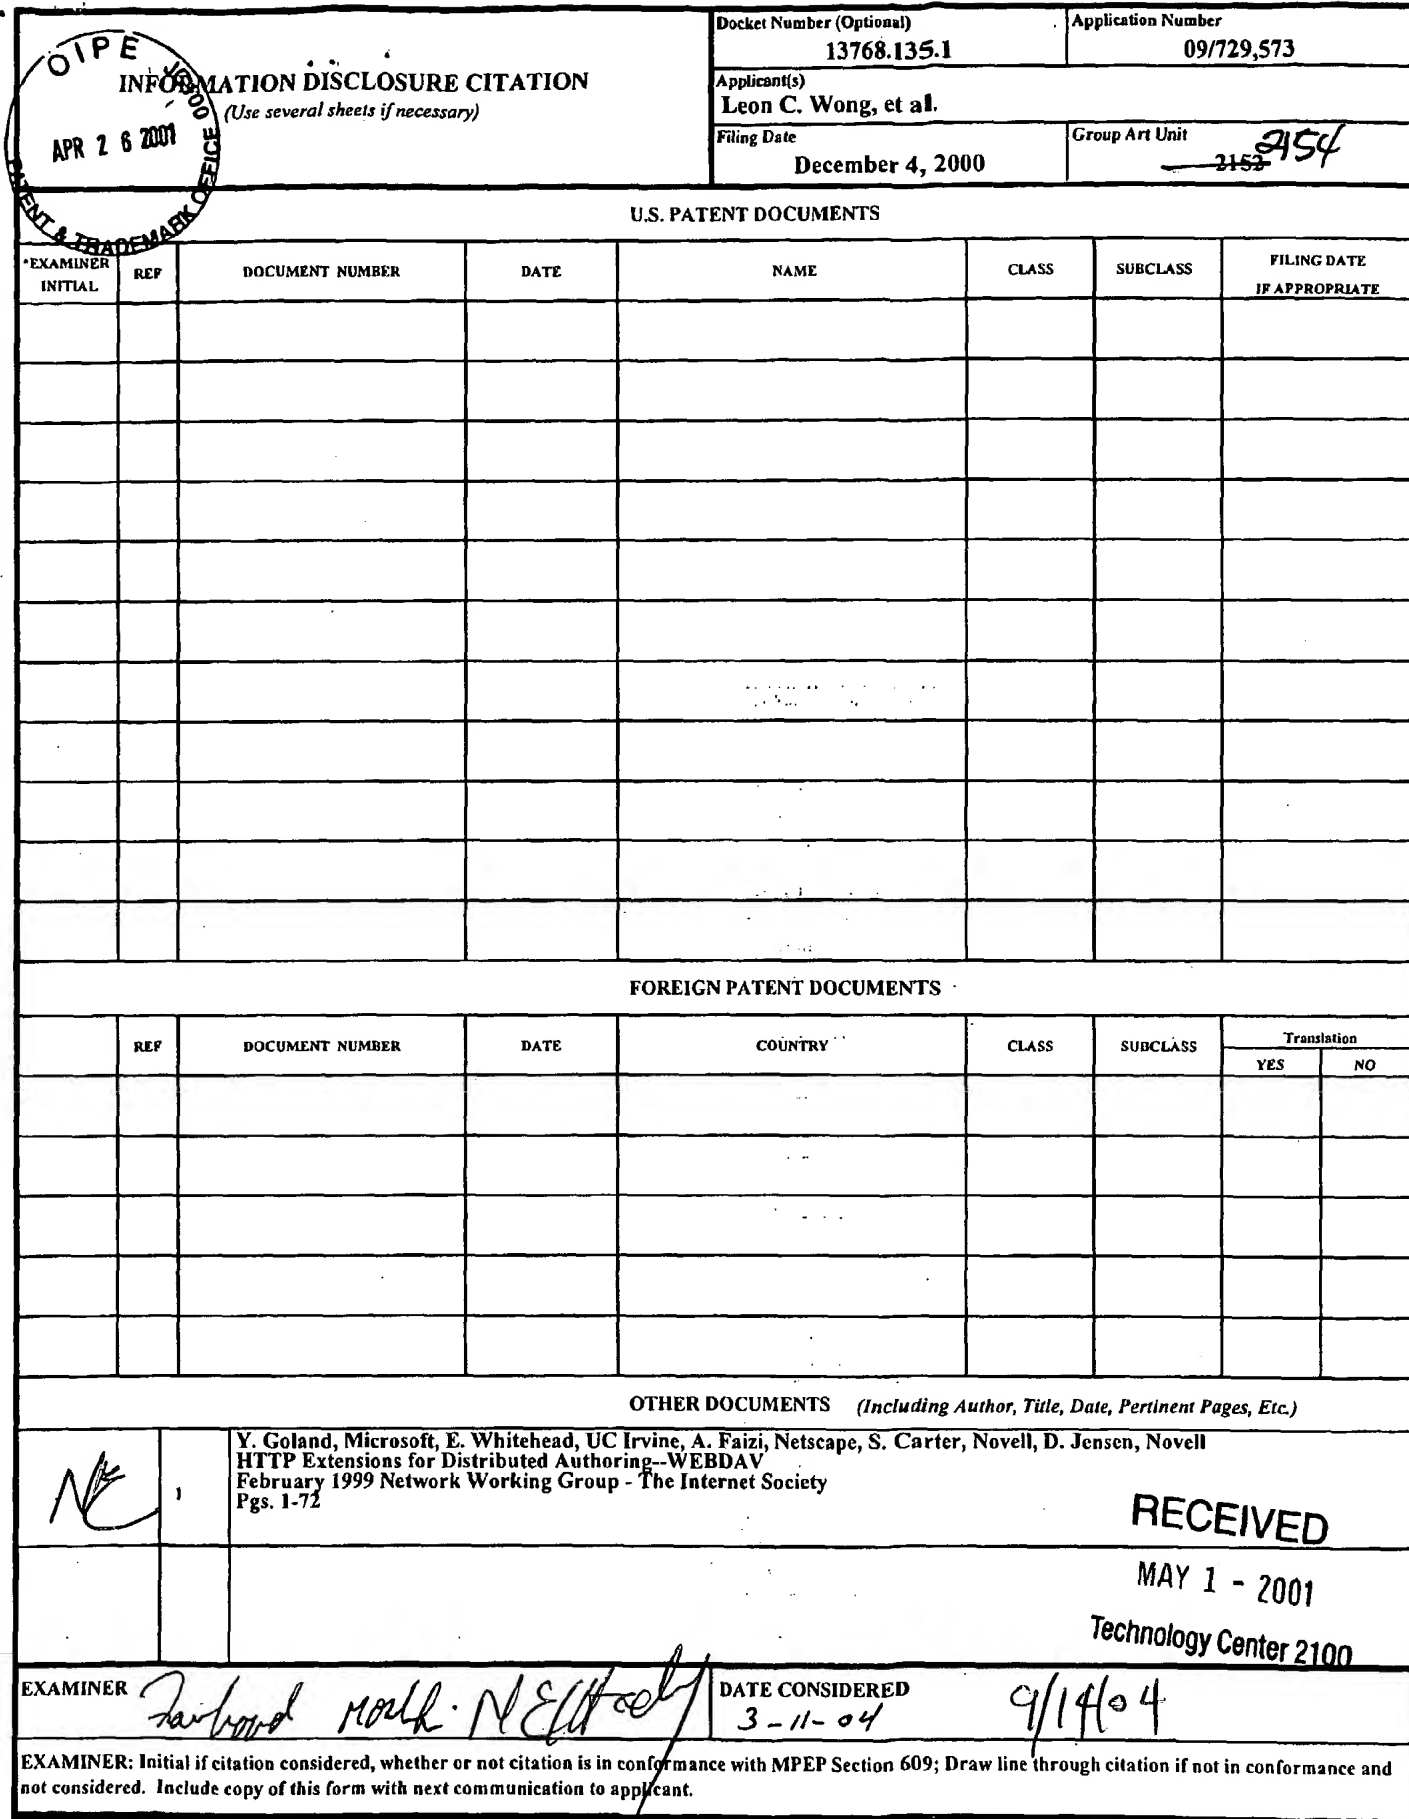 Docket Number (Optional)
13768.135.1
Application Number
09/729,573
OIPE
APR 26 2001
PATENT & TRADEMARK OFFICE
INFORMATION DISCLOSURE CITATION
(Use several sheets if necessary)
Applicant(s)
Leon C. Wong, et al.
Filing Date
December 4, 2000
Group Art Unit
2152 2154
U.S. PATENT DOCUMENTS
*EXAMINER INITIAL
REF
DOCUMENT NUMBER
DATE
NAME
CLASS
SUBCLASS
FILING DATE IF APPROPRIATE
FOREIGN PATENT DOCUMENTS
REF
DOCUMENT NUMBER
DATE
COUNTRY
CLASS
SUBCLASS
Translation
YES
NO
OTHER DOCUMENTS (Including Author, Title, Date, Pertinent Pages, Etc.)
NE
1
Y. Goland, Microsoft, E. Whitehead, UC Irvine, A. Faizi, Netscape, S. Carter, Novell, D. Jensen, Novell
HTTP Extensions for Distributed Authoring--WEBDAV
February 1999 Network Working Group - The Internet Society
Pgs. 1-72
RECEIVED
MAY 1 - 2001
Technology Center 2100
EXAMINER
DATE CONSIDERED
3-11-04
9/14/04
EXAMINER: Initial if citation considered, whether or not citation is in conformance with MPEP Section 609; Draw line through citation if not in conformance and
not considered. Include copy of this form with next communication to applicant.